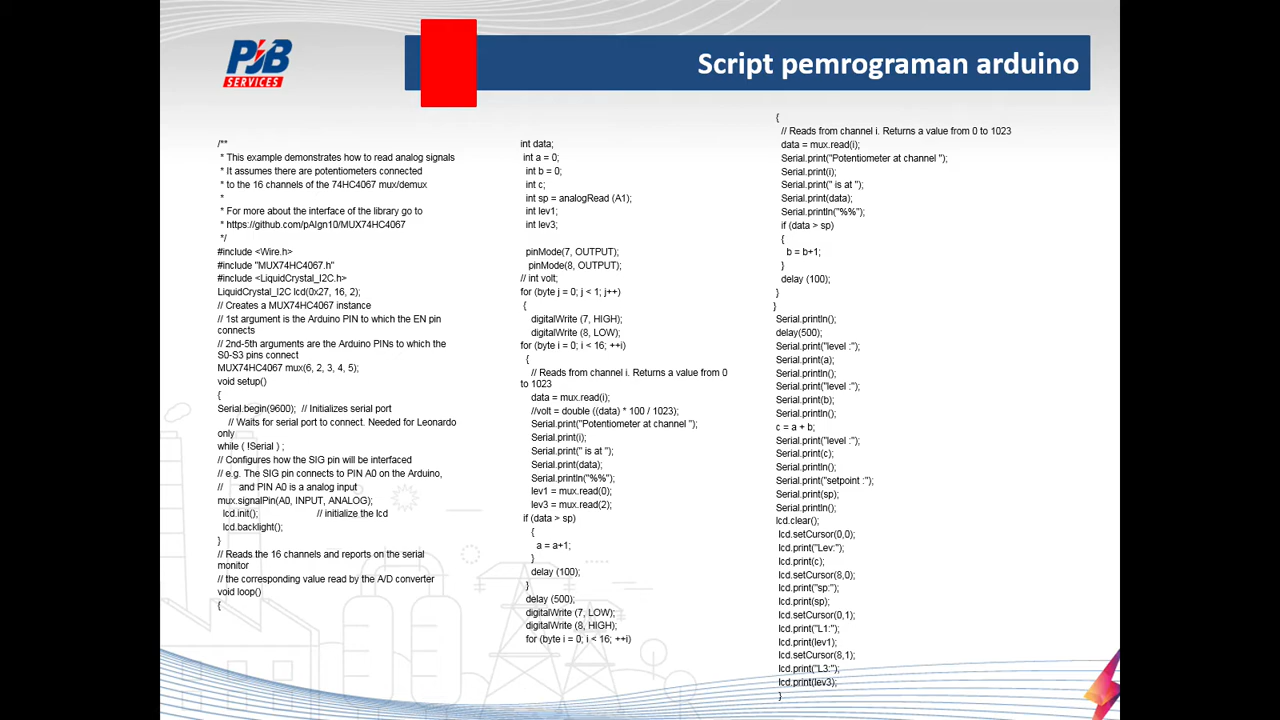 PJB
SERVICES
Script pemrograman arduino
/**
* This example demonstrates how to read analog signals
* It assumes there are potentiometers connected
* to the 16 channels of the 74HC4067 mux/demux
*
* For more about the interface of the library go to
* https://github.com/pAIgn10/MUX74HC4067
*/
#include <Wire.h>
#include "MUX74HC4067.h"
#include <LiquidCrystal_I2C.h>
LiquidCrystal_I2C lcd(0x27, 16, 2);
// Creates a MUX74HC4067 instance
// 1st argument is the Arduino PIN to which the EN pin
connects
// 2nd-5th arguments are the Arduino PINs to which the
S0-S3 pins connect
MUX74HC4067 mux(6, 2, 3, 4, 5);
void setup()
{
Serial.begin(9600);  // Initializes serial port
// Waits for serial port to connect. Needed for Leonardo
only
while ( !Serial ) ;
// Configures how the SIG pin will be interfaced
// e.g. The SIG pin connects to PIN A0 on the Arduino,
//      and PIN A0 is a analog input
mux.signalPin(A0, INPUT, ANALOG);
lcd.init();                      // initialize the lcd
lcd.backlight();
}
// Reads the 16 channels and reports on the serial
monitor
// the corresponding value read by the A/D converter
void loop()
{
int data;
int a = 0;
int b = 0;
int c;
int sp = analogRead (A1);
int lev1;
int lev3;
pinMode(7, OUTPUT);
pinMode(8, OUTPUT);
// int volt;
for (byte j = 0; j < 1; j++)
{
digitalWrite (7, HIGH);
digitalWrite (8, LOW);
for (byte i = 0; i < 16; ++i)
{
// Reads from channel i. Returns a value from 0
to 1023
data = mux.read(i);
//volt = double ((data) * 100 / 1023);
Serial.print("Potentiometer at channel ");
Serial.print(i);
Serial.print(" is at ");
Serial.print(data);
Serial.println("%%");
lev1 = mux.read(0);
lev3 = mux.read(2);
if (data > sp)
{
a = a+1;
}
delay (100);
}
delay (500);
digitalWrite (7, LOW);
digitalWrite (8, HIGH);
for (byte i = 0; i < 16; ++i)
{
// Reads from channel i. Returns a value from 0 to 1023
data = mux.read(i);
Serial.print("Potentiometer at channel ");
Serial.print(i);
Serial.print(" is at ");
Serial.print(data);
Serial.println("%%");
if (data > sp)
{
b = b+1;
}
delay (100);
}
}
Serial.println();
delay(500);
Serial.print("level :");
Serial.print(a);
Serial.println();
Serial.print("level :");
Serial.print(b);
Serial.println();
c = a + b;
Serial.print("level :");
Serial.print(c);
Serial.println();
Serial.print("setpoint :");
Serial.print(sp);
Serial.println();
lcd.clear();
lcd.setCursor(0,0);
lcd.print("Lev:");
lcd.print(c);
lcd.setCursor(8,0);
lcd.print("sp:");
lcd.print(sp);
lcd.setCursor(0,1);
lcd.print("L1:");
lcd.print(lev1);
lcd.setCursor(8,1);
lcd.print("L3:");
lcd.print(lev3);
}